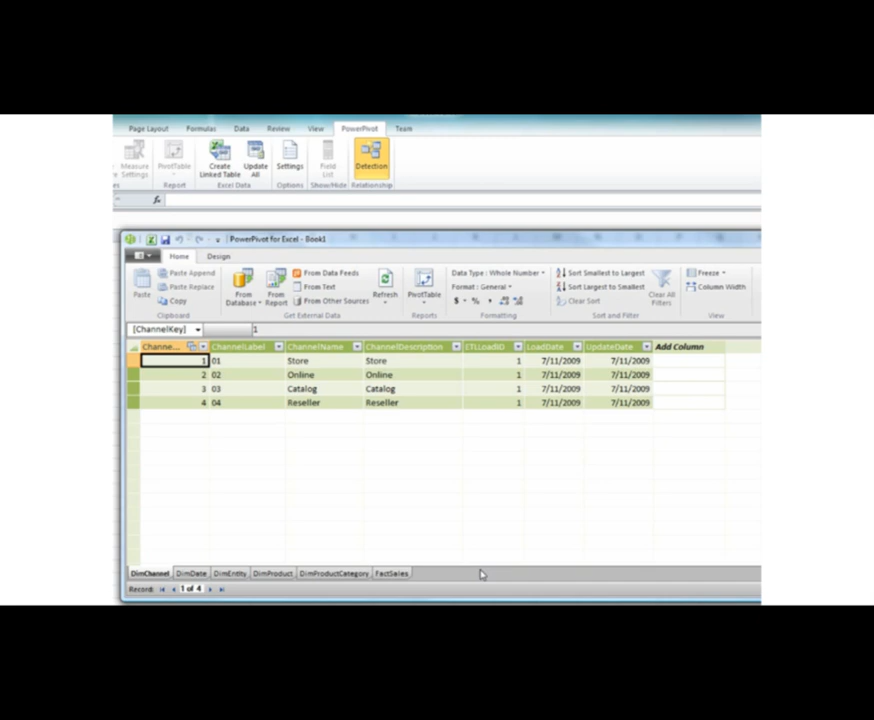 Page Layout Formulas Data Review View PowerPivot Team
Measure Settings PivotTable Create Linked Table Update All Settings Field List Detection
Report Excel Data Options Show/Hide Relationship
fx
PowerPivot for Excel - Book1
Home Design
Paste Paste Append Paste Replace Copy From Database From Report From Data Feeds From Text From Other Sources Refresh PivotTable Data Type : Whole Number Format : General $ % Sort Smallest to Largest Sort Largest to Smallest Clear Sort Clear All Filters Freeze Column Width
Clipboard Get External Data Reports Formatting Sort and Filter View
[ChannelKey] 1
Channe... ChannelLabel ChannelName ChannelDescription ETLLoadID LoadDate UpdateDate Add Column
1 01 Store Store 1 7/11/2009 7/11/2009
2 02 Online Online 1 7/11/2009 7/11/2009
3 03 Catalog Catalog 1 7/11/2009 7/11/2009
4 04 Reseller Reseller 1 7/11/2009 7/11/2009
DimChannel DimDate DimEntity DimProduct DimProductCategory FactSales
Record: 1 of 4